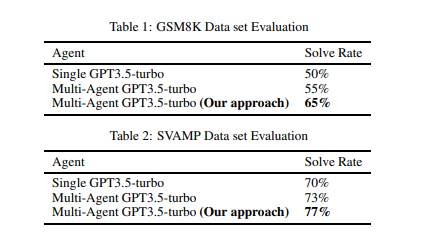 Table 1: GSM8K Data set Evaluation
Agent Solve Rate
Single GPT3.5-turbo 50%
Multi-Agent GPT3.5-turbo 55%
Multi-Agent GPT3.5-turbo (Our approach) 65%
Table 2: SVAMP Data set Evaluation
Agent Solve Rate
Single GPT3.5-turbo 70%
Multi-Agent GPT3.5-turbo 73%
Multi-Agent GPT3.5-turbo (Our approach) 77%